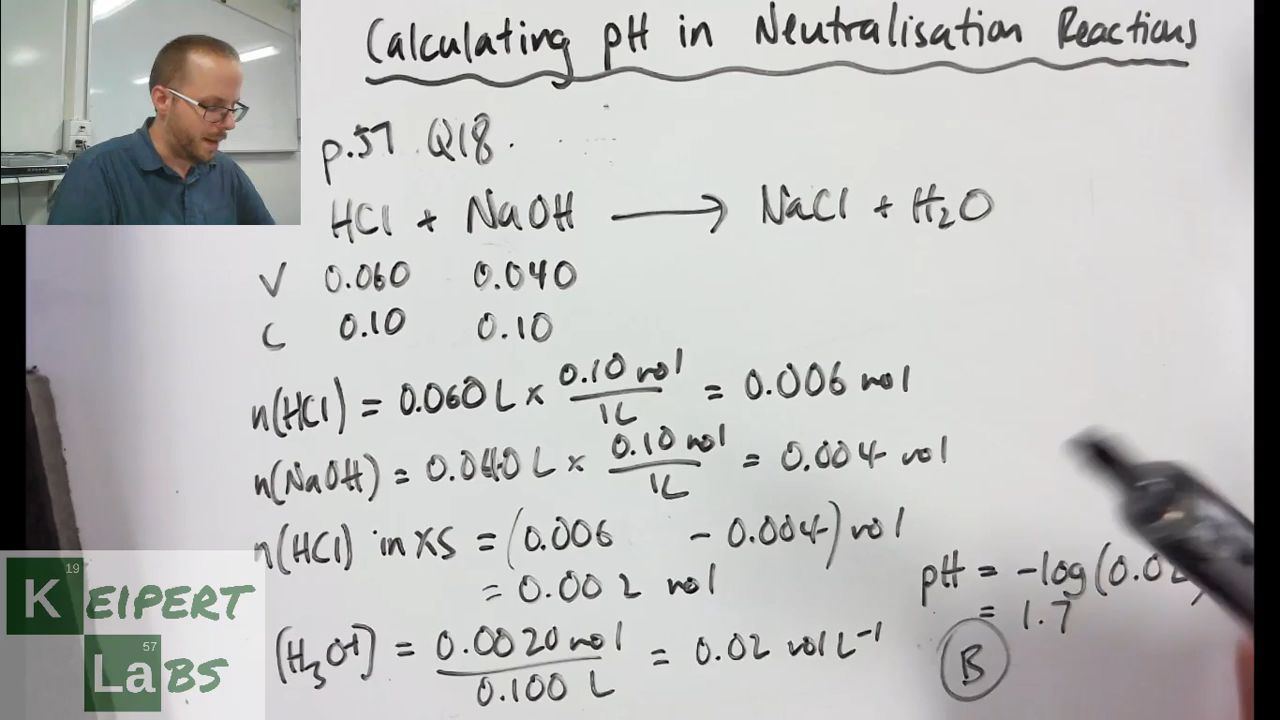 Calculating pH in Neutralisation Reactions
p.57 Q18.
HCl + NaOH ⟶ NaCl + H₂O
V 0.060 0.040
C 0.10 0.10
n(HCl) = 0.060 L × 0.10 mol / 1L = 0.006 mol
n(NaOH) = 0.040 L × 0.10 mol / 1L = 0.004 mol
n(HCl) in XS = (0.006 - 0.004) mol
= 0.002 mol
[H₃O⁺] = 0.0020 mol / 0.100 L = 0.02 mol L⁻¹
pH = -log(0.02)
= 1.7
B
19
KEIPERT
57
LaBS